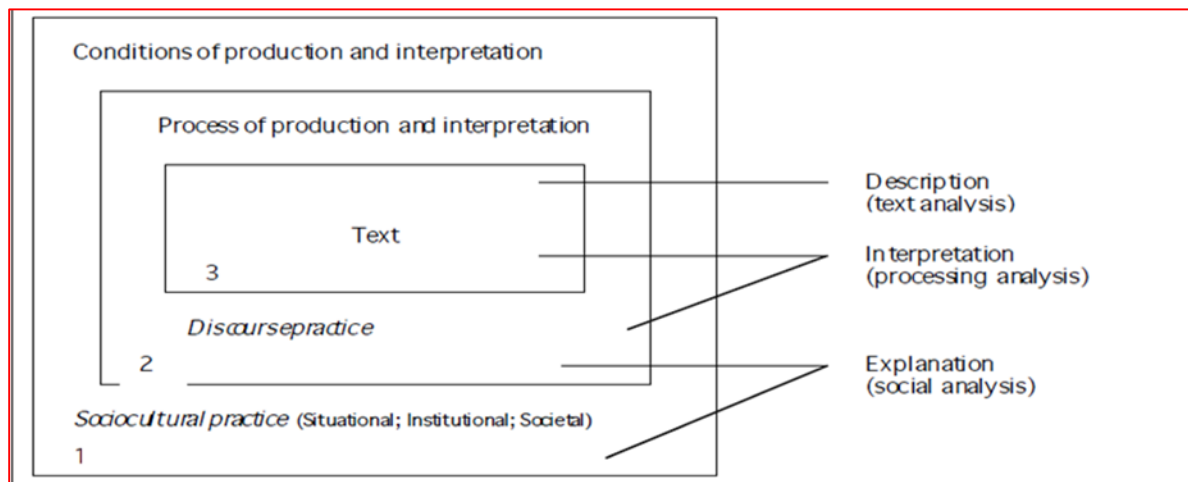 Conditions of production and interpretation
Process of production and interpretation
Description
(text analysis)
Text
Interpretation
(processing analysis)
3
Discoursepractice
2
Explanation
(social analysis)
Sociocultural practice (Situational; Institutional; Societal)
1